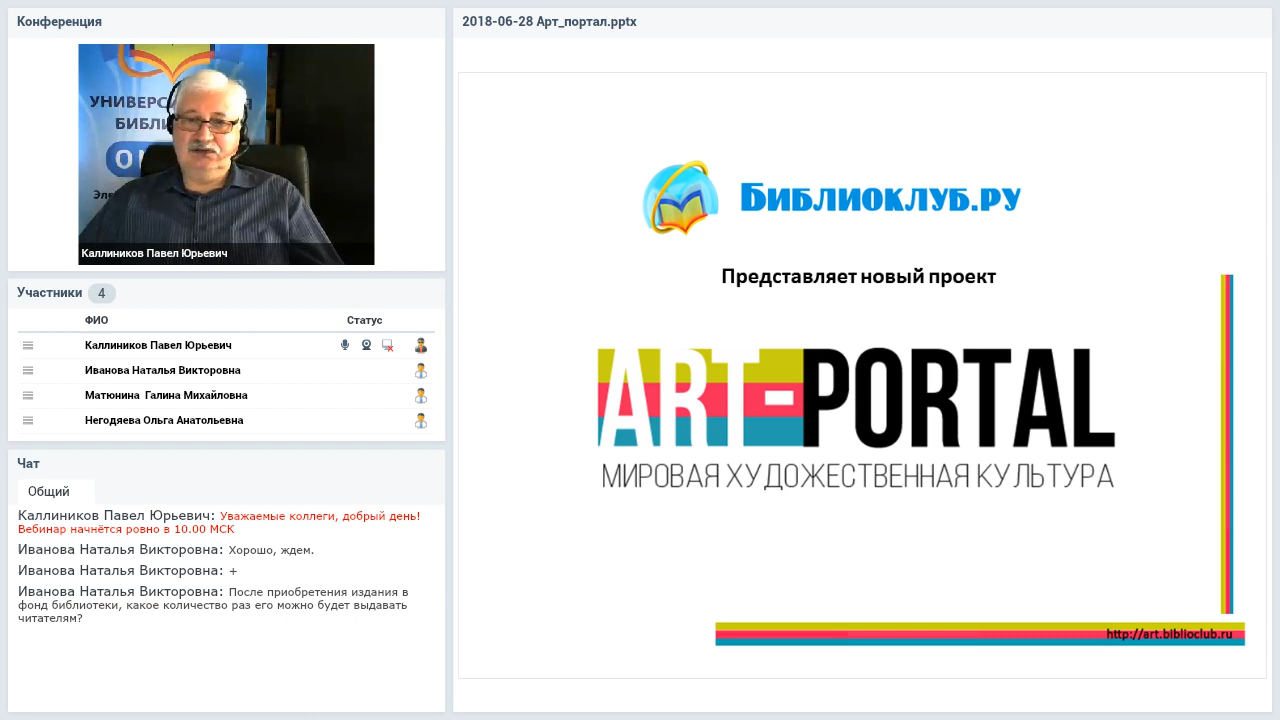 Конференция
УНИВЕРС
БИБЛИ
Каллиников Павел Юрьевич
Участники 4
ФИО Статус
Каллиников Павел Юрьевич
Иванова Наталья Викторовна
Матюнина Галина Михайловна
Негодяева Ольга Анатольевна
Чат
Общий
Каллиников Павел Юрьевич: Уважаемые коллеги, добрый день!
Вебинар начнётся ровно в 10.00 МСК
Иванова Наталья Викторовна: Хорошо, ждем.
Иванова Наталья Викторовна: +
Иванова Наталья Викторовна: После приобретения издания в
фонд библиотеки, какое количество раз его можно будет выдавать
читателям?
2018-06-28 Арт_портал.pptx
БИБЛИОКЛУБ.РУ
Представляет новый проект
ART-PORTAL
МИРОВАЯ ХУДОЖЕСТВЕННАЯ КУЛЬТУРА
http://art.biblioclub.ru